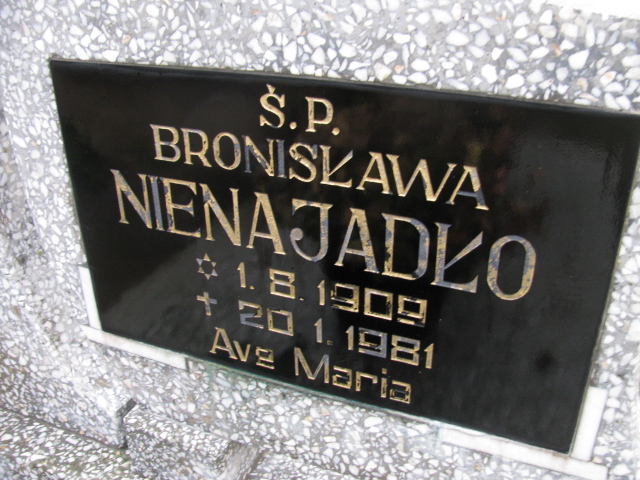 Ś.P.
BRONISŁAWA
NIENAJADŁO
✡ 1.8.1909
✝ 20.1.1981
Ave Maria